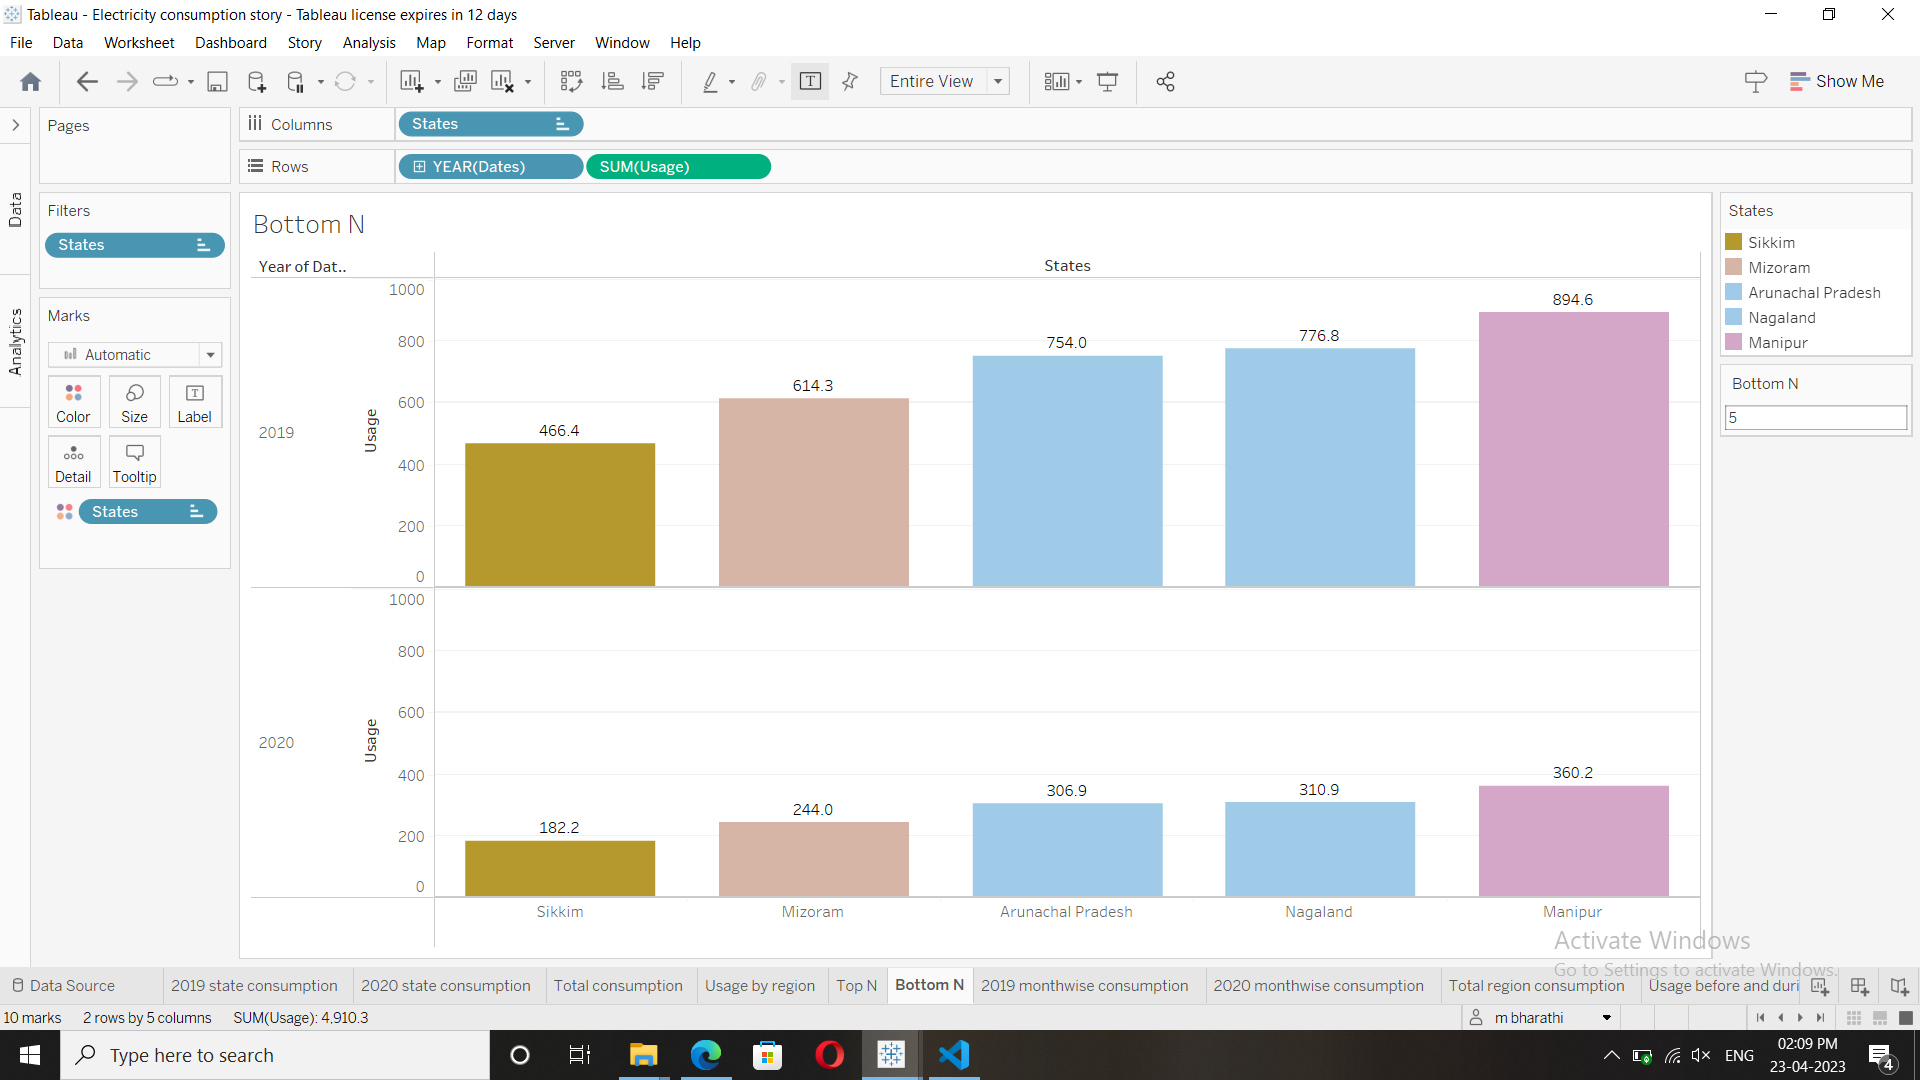 Tableau - Electricity consumption story - Tableau license expires in 12 days
File Data Worksheet Dashboard Story Analysis Map Format Server Window Help
Entire View
Show Me
Pages
Columns
States
Rows
YEAR(Dates)
SUM(Usage)
Data
Analytics
Filters
States
Marks
Automatic
Color Size Label
Detail Tooltip
States
Bottom N
Year of Dat..
States
2019
Usage
1000
800
600
400
200
0
466.4
614.3
754.0
776.8
894.6
2020
Usage
1000
800
600
400
200
0
182.2
244.0
306.9
310.9
360.2
Sikkim Mizoram Arunachal Pradesh Nagaland Manipur
States
Sikkim
Mizoram
Arunachal Pradesh
Nagaland
Manipur
Bottom N
5
Activate Windows
Go to Settings to activate Windows.
Data Source 2019 state consumption 2020 state consumption Total consumption Usage by region Top N Bottom N 2019 monthwise consumption 2020 monthwise consumption Total region consumption Usage before and duri
10 marks 2 rows by 5 columns SUM(Usage): 4,910.3
m bharathi
Type here to search
ENG
02:09 PM
23-04-2023
4